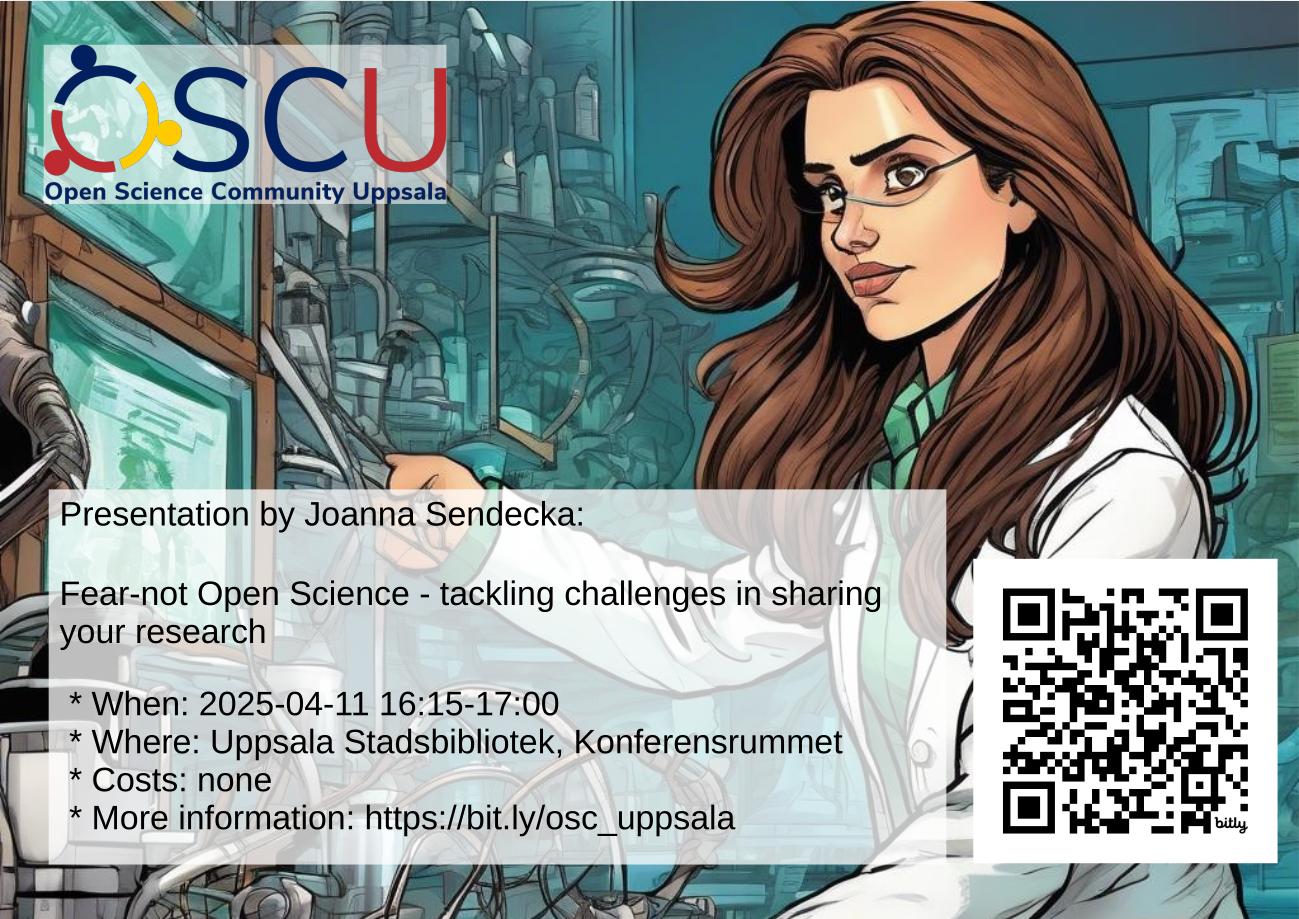 OSCU
Open Science Community Uppsala
Presentation by Joanna Sendecka:
Fear-not Open Science - tackling challenges in sharing
your research
* When: 2025-04-11 16:15-17:00
* Where: Uppsala Stadsbibliotek, Konferensrummet
* Costs: none
* More information: https://bit.ly/osc_uppsala
bitly